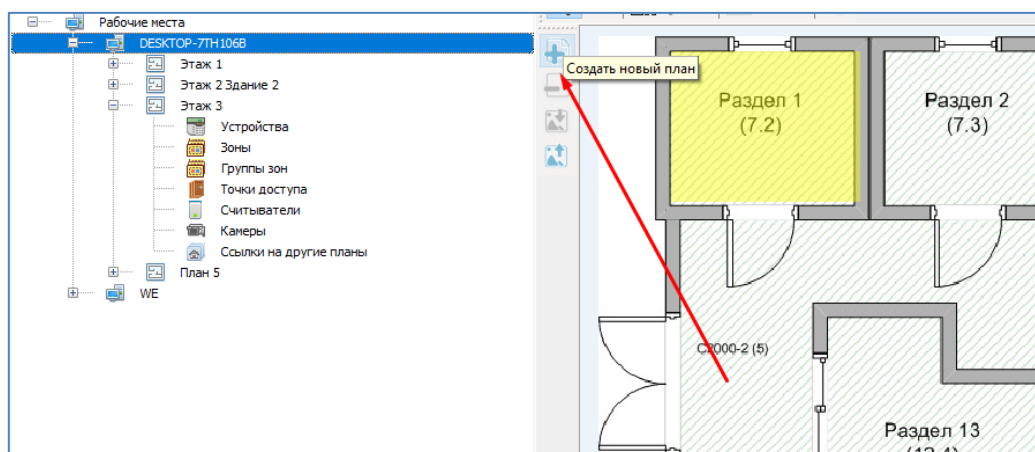 Рабочие места
DESKTOP-7TH106B
Этаж 1
Этаж 2 Здание 2
Этаж 3
Устройства
Зоны
Группы зон
Точки доступа
Считыватели
Камеры
Ссылки на другие планы
План 5
WE
Создать новый план
Раздел 1
(7.2)
Раздел 2
(7.3)
С2000-2 (5)
Раздел 13